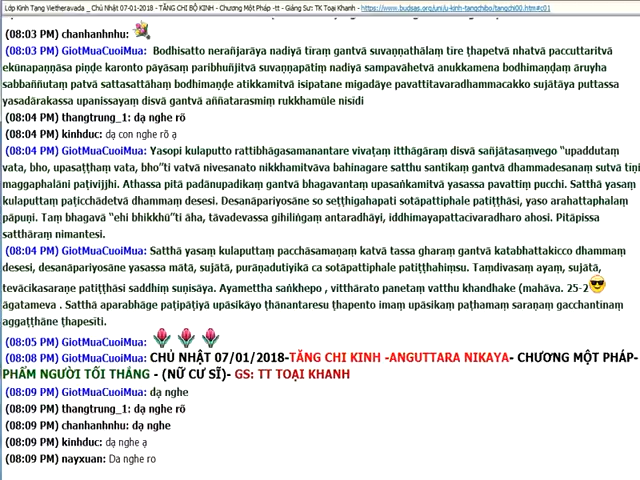 Lớp Kinh Tạng Vietheravada _ Chủ Nhật 07-01-2018 - TĂNG CHI BỘ KINH - Chương Một Pháp -tt - Giảng Sư: TK Toại Khanh - https://www.budsas.org/uni/u-kinh-tangchibo/tangchi00.htm#c01
(08:03 PM) chanhanhnhu:
(08:03 PM) GiotMuaCuoiMua: Bodhisatto nerañjarāya nadiyā tīraṃ gantvā suvaṇṇathālaṃ tīre ṭhapetvā nhatvā paccuttaritvā
ekūnapaṇṇāsa piṇḍe karonto pāyāsaṃ paribhuñjitvā suvaṇṇapātiṃ nadiyā sampavāhetvā anukkamena bodhimaṇḍaṃ āruyha
sabbaññutaṃ patvā sattasattāhaṃ bodhimaṇḍe atikkamitvā isipatane migadāye pavattitavaradhammacakko sujātāya puttassa
yasadārakassa upanissayaṃ disvā gantvā aññatarasmiṃ rukkhamūle nisīdi
(08:04 PM) thangtrung_1: dạ nghe rõ
(08:04 PM) kinhduc: dạ con nghe rõ ạ
(08:04 PM) GiotMuaCuoiMua: Yasopi kulaputto rattibhāgasamanantare vivaṭaṃ itthāgāraṃ disvā sañjātasaṃvego “upaddutaṃ
vata, bho, upasaṭṭhaṃ vata, bho”ti vatvā nivesanato nikkhamitvāva bahinagare satthu santikaṃ gantvā dhammadesanaṃ sutvā tīṇi
maggaphalāni paṭivijjhi. Athassa pitā padānupadikaṃ gantvā bhagavantaṃ upasaṅkamitvā yasassa pavattiṃ pucchi. Satthā yasaṃ
kulaputtaṃ paṭicchādetvā dhammaṃ desesi. Desanāpariyosāne so seṭṭhigahapati sotāpattiphale patiṭṭhāsi, yaso arahattaphalaṃ
pāpuṇi. Taṃ bhagavā “ehi bhikkhū”ti āha, tāvadevassa gihiliṅgaṃ antaradhāyi, iddhimayapattacīvaradharo ahosi. Pitāpissa
satthāraṃ nimantesi.
(08:04 PM) GiotMuaCuoiMua: Satthā yasaṃ kulaputtaṃ pacchāsamaṇaṃ katvā tassa gharaṃ gantvā katabhattakicco dhammaṃ
desesi, desanāpariyosāne yasassa mātā, sujātā, purāṇadutiyikā ca sotāpattiphale patiṭṭhahiṃsu. Taṃdivasaṃ ayaṃ, sujātā,
tevācikasaraṇe patiṭṭhāsi saddhiṃ suṇisāya. Ayamettha saṅkhepo , vitthārato panetaṃ vatthu khandhake (mahāva. 25-2
āgatameva . Satthā aparabhāge paṭipāṭiyā upāsikāyo ṭhānantaresu ṭhapento imaṃ upāsikaṃ paṭhamaṃ saraṇaṃ gacchantīnaṃ
aggaṭṭhāne ṭhapesīti.
(08:05 PM) GiotMuaCuoiMua:
(08:08 PM) GiotMuaCuoiMua: CHỦ NHẬT 07/01/2018-TĂNG CHI KINH -ANGUTTARA NIKAYA- CHƯƠNG MỘT PHÁP-
PHẨM NGƯỜI TỐI THẮNG - (NỮ CƯ SĨ)- GS: TT TOẠI KHANH
(08:09 PM) GiotMuaCuoiMua: dạ nghe
(08:09 PM) thangtrung_1: dạ nghe rõ
(08:09 PM) chanhanhnhu: dạ nghe
(08:09 PM) kinhduc: dạ nghe ạ
(08:09 PM) nayxuan: Da nghe ro